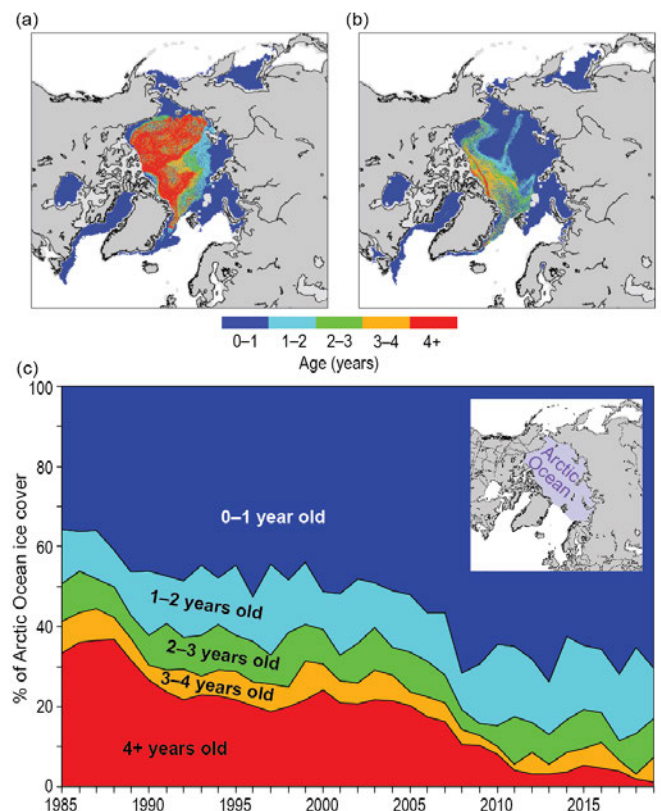 (a)
(b)
0–1 1–2 2–3 3–4 4+
Age (years)
(c)
100
80
60
40
20
0
% of Arctic Ocean ice cover
0–1 year old
1–2 years old
2–3 years old
3–4 years old
4+ years old
Arctic
Ocean
1985 1990 1995 2000 2005 2010 2015